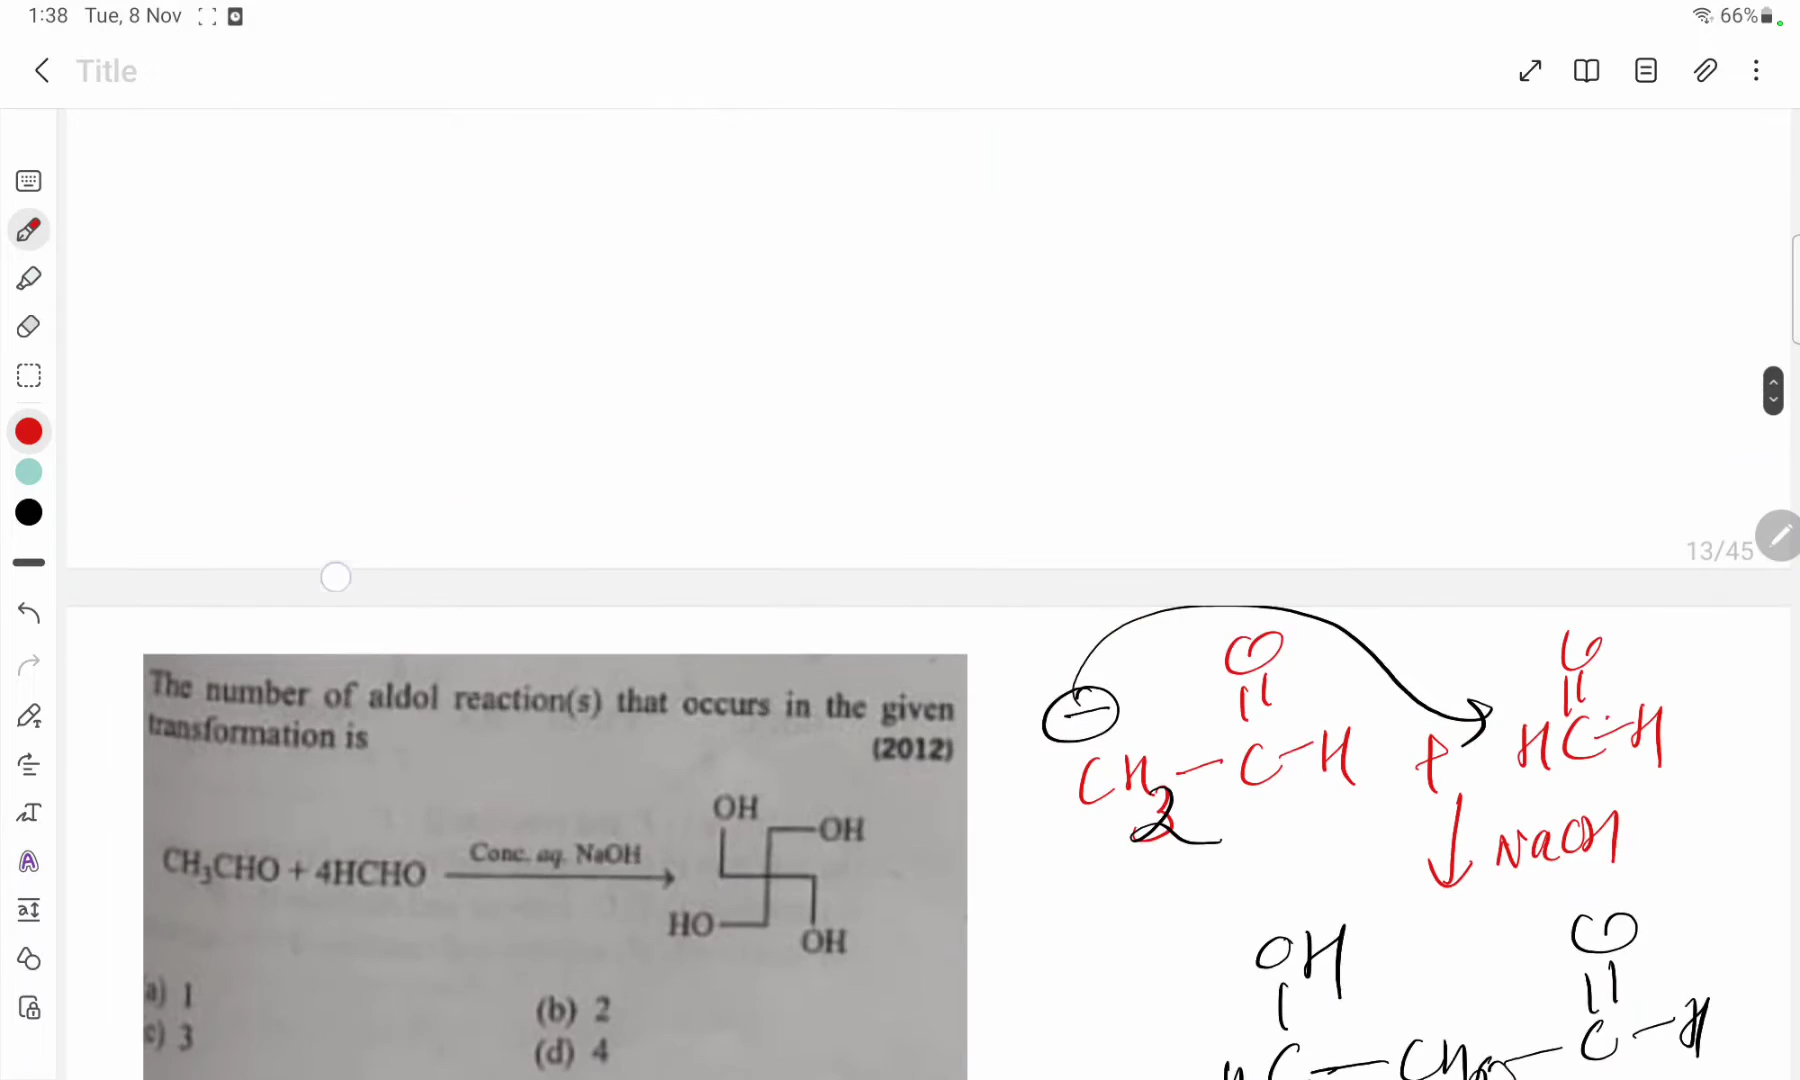 1:38 Tue, 8 Nov
66%
Title
13/45
The number of aldol reaction(s) that occurs in the given
transformation is
(2012)
CH₃CHO + 4HCHO
Conc. aq. NaOH
OH
OH
HO
OH
a) 1
(b) 2
c) 3
(d) 4
O
O
CH2 — C — H + HC — H
NaOH
OH
O
C — CH₂ — C — H